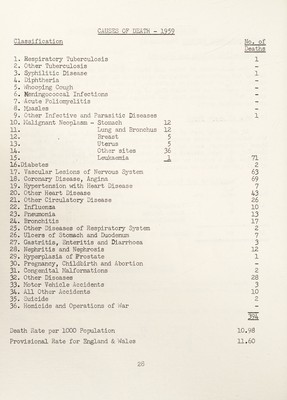 CAUSES OF DEATH - 1959
Classification No. of
Deaths
1. Respiratory Tuberculosis 1
2. Other Tuberculosis -
3. Syphilitic Disease 1
4. Diphtheria -
5. Whooping Cough -
6. Meningococcal Infections -
7. Acute Poliomyelitis -
8. Measles -
9. Other Infective and Parasitic Diseases 1
10. Malignant Neoplasm - Stomach 12
11. Lung and Bronchus 12
12. Breast 5
13. Uterus 5
14. Other sites 36
15. Leukaemia 1 71
16. Diabetes 2
17. Vascular Lesions of Nervous System 63
18. Coronary Disease, Angina 69
19. Hypertension with Heart Disease 7
20. Other Heart Disease 43
21. Other Circulatory Disease 26
22. Influenza 10
23. Pneumonia 13
24. Bronchitis 17
25. Other Diseases of Respiratory System 2
26. Ulcers of Stomach and Duodenum 7
27. Gastritis, Enteritis and Diarrhoea 3
28. Nephritis and Nephrosis 12
29. Hyperplasia of Prostate 1
30. Pregnancy, Childbirth and Abortion -
31. Congenital Malformations 2
32. Other Diseases 28
33. Motor Vehicle Accidents 3
34. All Other Accidents 10
35. Suicide 2
36. Homicide and Operations of War -
394
Death Rate per 1000 Population 10.98
Provisional Rate for England & Wales 11.60
28